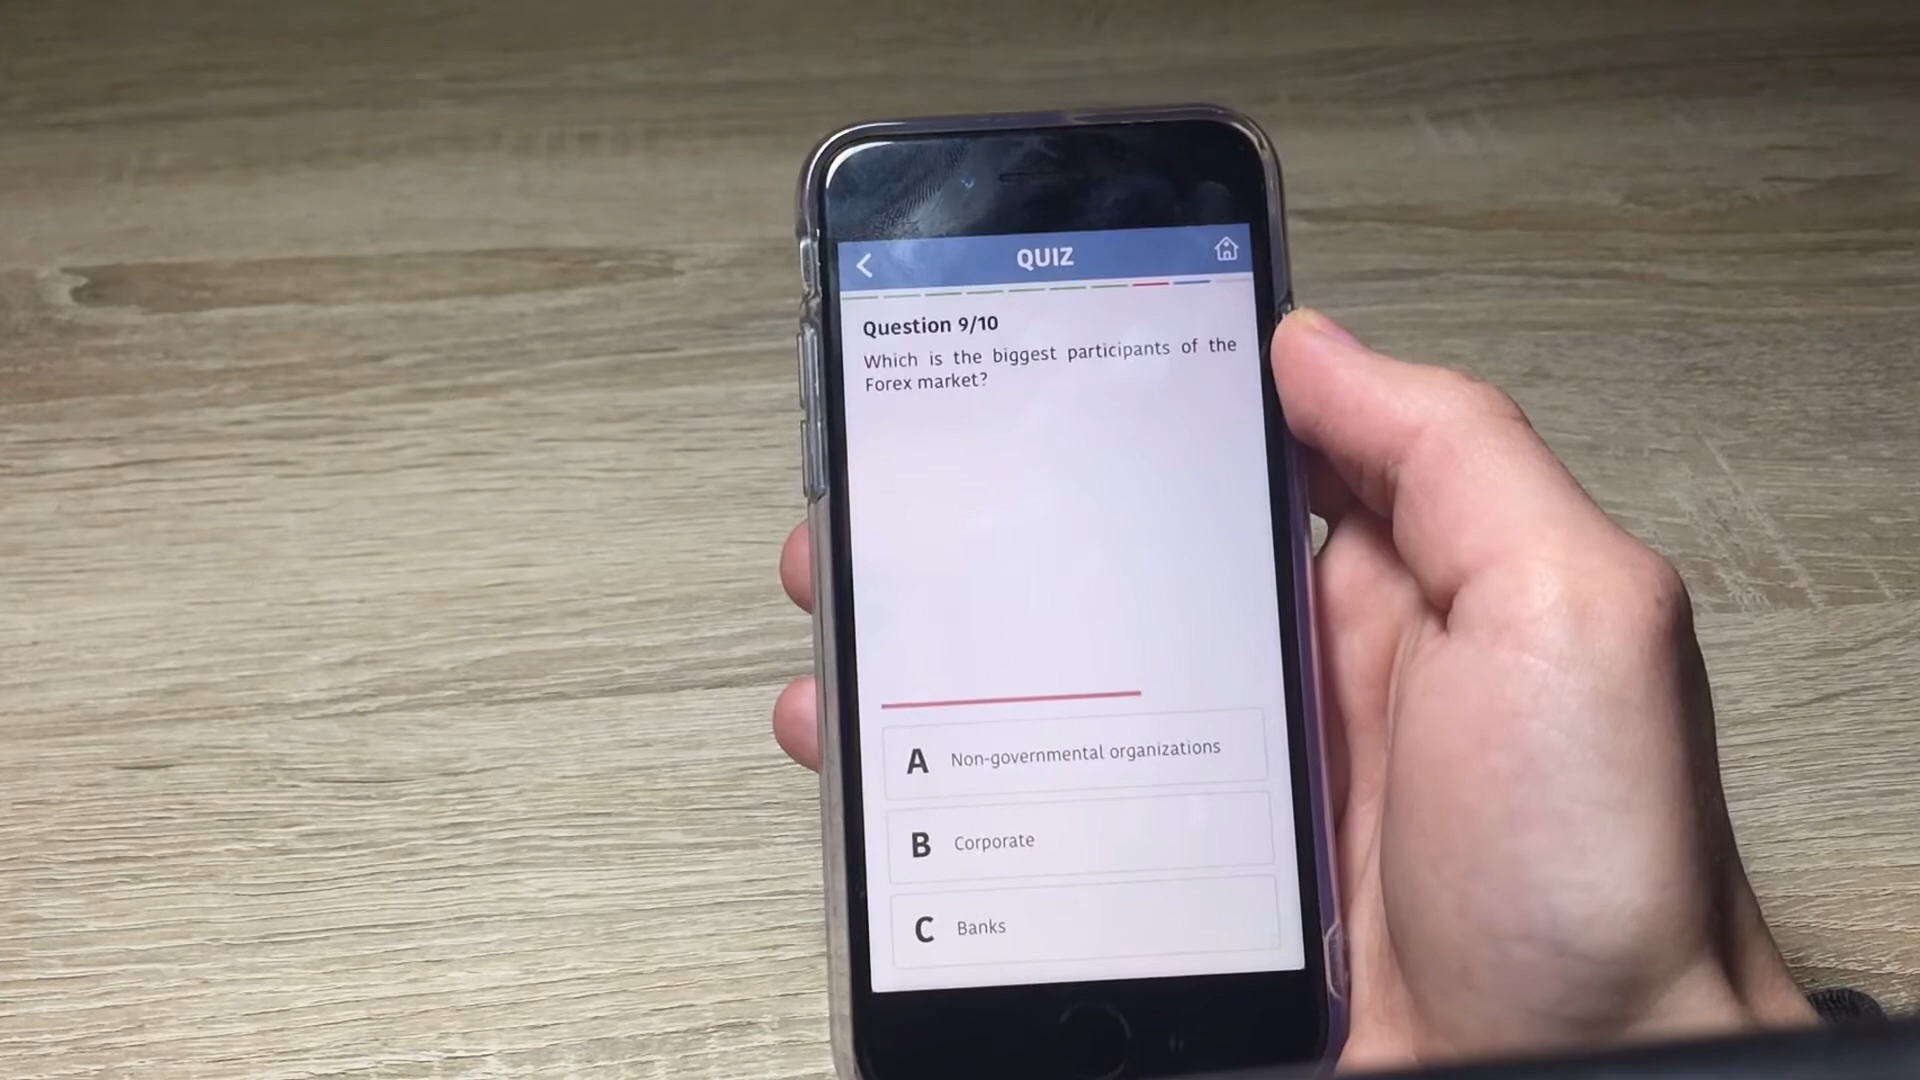 QUIZ
Question 9/10
Which is the biggest participants of the
Forex market?
A Non-governmental organizations
B Corporate
C Banks